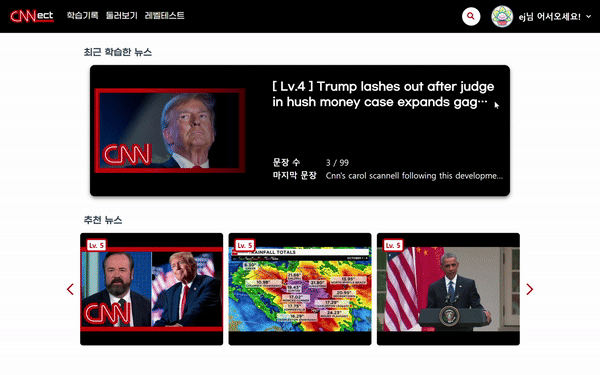 CNNect 학습기록 둘러보기 레벨테스트
ej님 어서오세요!
최근 학습한 뉴스
[ Lv.4 ] Trump lashes out after judge
in hush money case expands gag…
CNN
문장 수 3 / 99
마지막 문장 Cnn's carol scannell following this developme...
추천 뉴스
Lv. 5
CNN
Lv. 5
RAINFALL TOTALS
Lv. 5